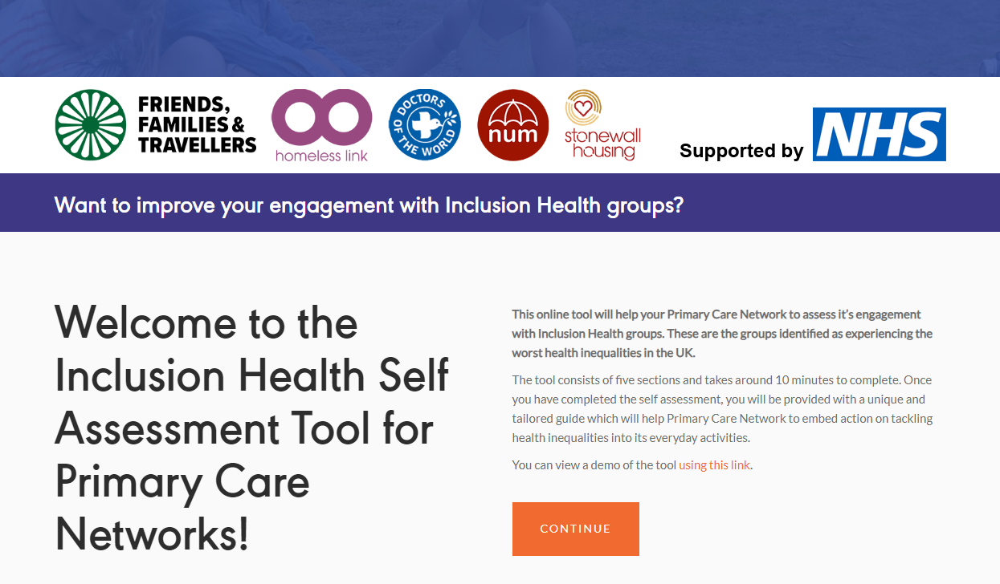 FRIENDS,
FAMILIES &
TRAVELLERS
homeless link
DOCTORS
OF THE WORLD
num
stonewall
housing
Supported by
NHS
Want to improve your engagement with Inclusion Health groups?
Welcome to the
Inclusion Health Self
Assessment Tool for
Primary Care
Networks!
This online tool will help your Primary Care Network to assess it's engagement
with Inclusion Health groups. These are the groups identified as experiencing the
worst health inequalities in the UK.
The tool consists of five sections and takes around 10 minutes to complete. Once
you have completed the self assessment, you will be provided with a unique and
tailored guide which will help Primary Care Network to embed action on tackling
health inequalities into its everyday activities.
You can view a demo of the tool using this link.
CONTINUE